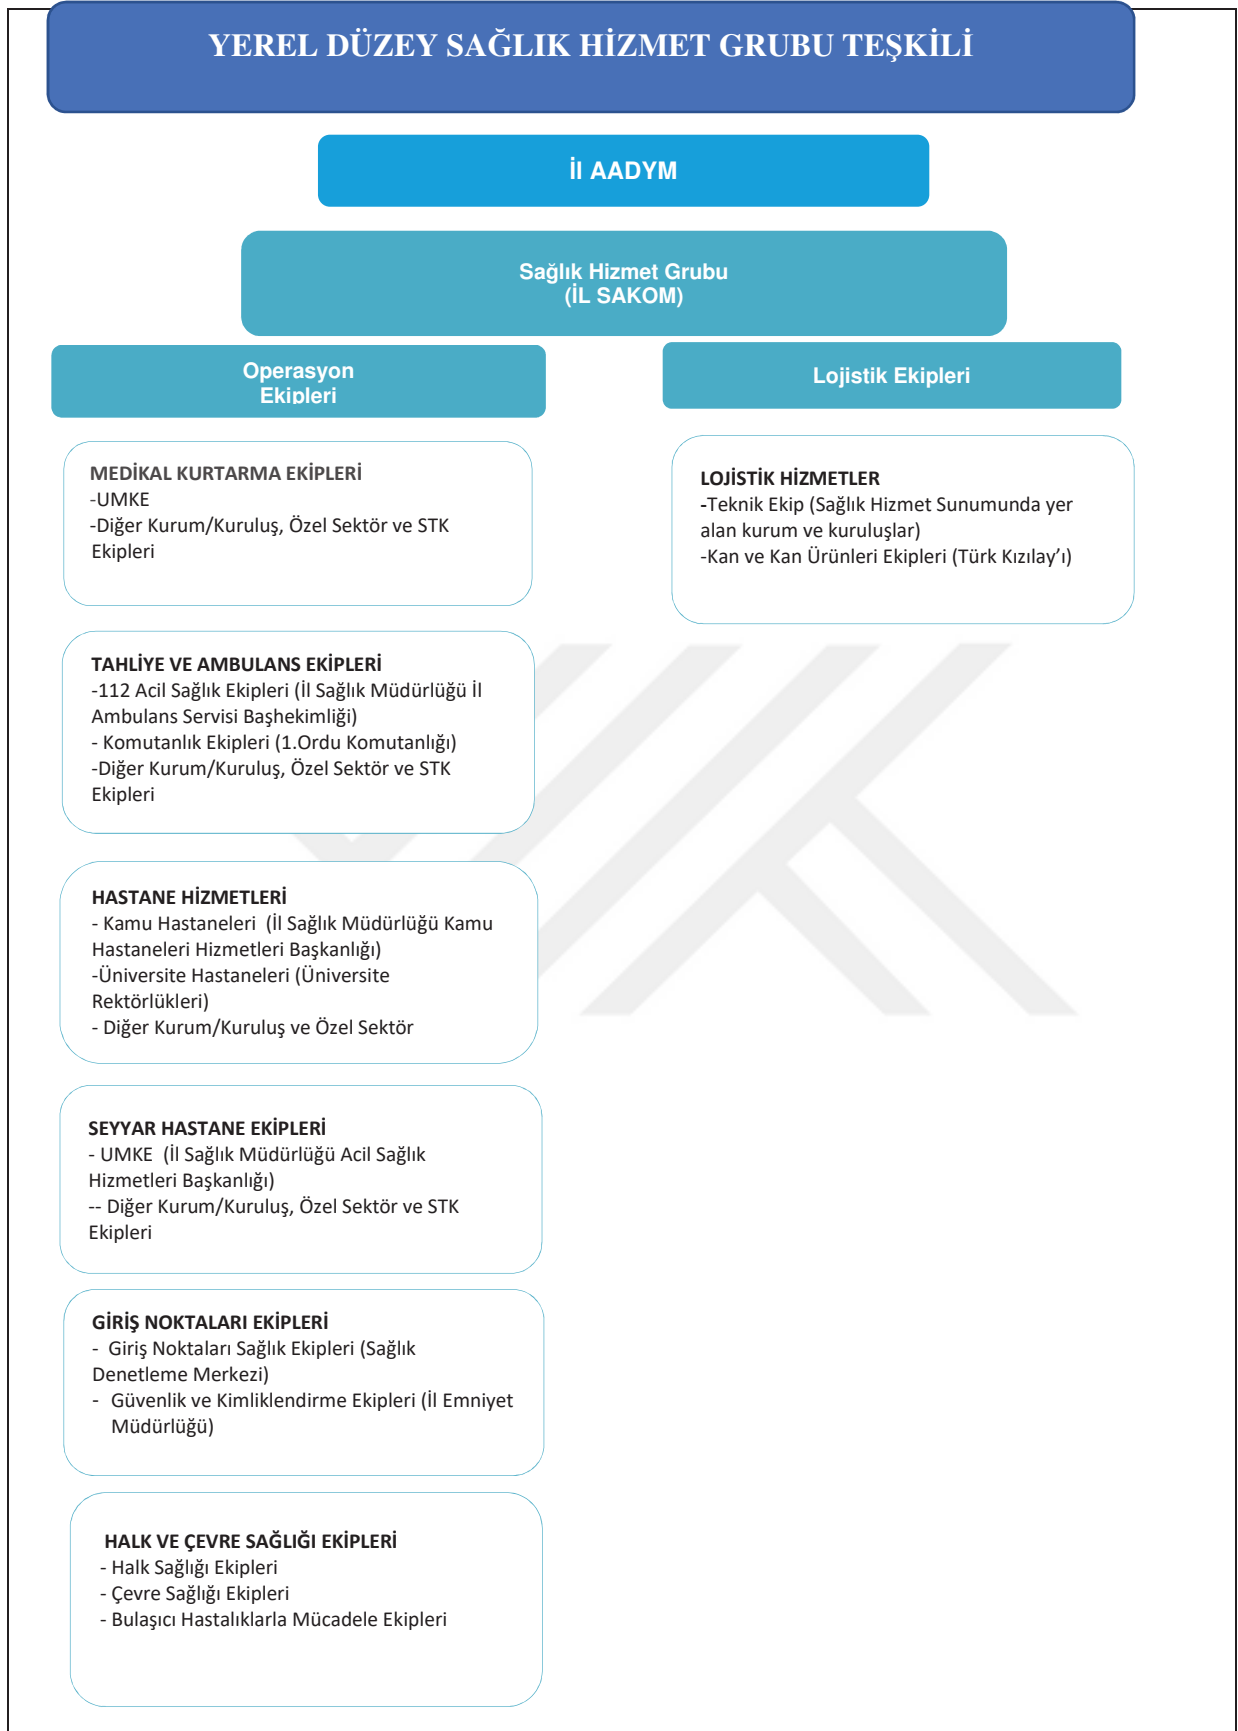 YEREL DÜZEY SAĞLIK HİZMET GRUBU TEŞKİLİ
İl AADYM
Sağlık Hizmet Grubu
(İL SAKOM)
Operasyon
Ekipleri
MEDİKAL KURTARMA EKİPLERİ
-UMKE
-Diğer Kurum/Kuruluş, Özel Sektör ve STK
Ekipleri
TAHLİYE VE AMBULANS EKİPLERİ
-112 Acil Sağlık Ekipleri (İl Sağlık Müdürlüğü İl
Ambulans Servisi Başhekimliği)
- Komutanlık Ekipleri (1.Ordu Komutanlığı)
-Diğer Kurum/Kuruluş, Özel Sektör ve STK
Ekipleri
HASTANE HİZMETLERİ
- Kamu Hastaneleri  (İl Sağlık Müdürlüğü Kamu
Hastaneleri Hizmetleri Başkanlığı)
-Üniversite Hastaneleri (Üniversite
Rektörlükleri)
- Diğer Kurum/Kuruluş ve Özel Sektör
SEYYAR HASTANE EKİPLERİ
- UMKE  (İl Sağlık Müdürlüğü Acil Sağlık
Hizmetleri Başkanlığı)
-- Diğer Kurum/Kuruluş, Özel Sektör ve STK
Ekipleri
GİRİŞ NOKTALARI EKİPLERİ
-  Giriş Noktaları Sağlık Ekipleri (Sağlık
Denetleme Merkezi)
-  Güvenlik ve Kimliklendirme Ekipleri (İl Emniyet
Müdürlüğü)
HALK VE ÇEVRE SAĞLIĞI EKİPLERİ
- Halk Sağlığı Ekipleri
- Çevre Sağlığı Ekipleri
- Bulaşıcı Hastalıklarla Mücadele Ekipleri
Lojistik Ekipleri
LOJİSTİK HİZMETLER
-Teknik Ekip (Sağlık Hizmet Sunumunda yer
alan kurum ve kuruluşlar)
-Kan ve Kan Ürünleri Ekipleri (Türk Kızılay’ı)